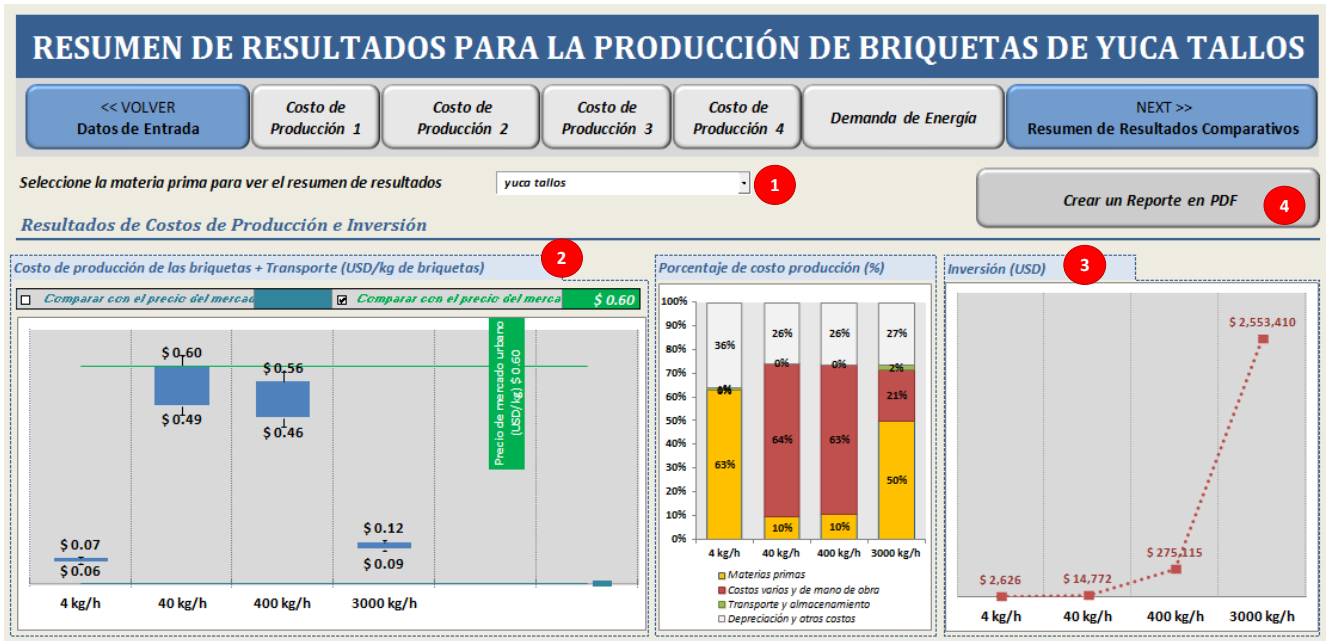 RESUMEN DE RESULTADOS PARA LA PRODUCCIÓN DE BRIQUETAS DE YUCA TALLOS
<< VOLVER
Datos de Entrada
Costo de
Producción 1
Costo de
Producción 2
Costo de
Producción 3
Costo de
Producción 4
Demanda de Energía
NEXT >>
Resumen de Resultados Comparativos
Seleccione la materia prima para ver el resumen de resultados
yuca tallos
1
Crear un Reporte en PDF
4
Resultados de Costos de Producción e Inversión
Costo de producción de las briquetas + Transporte (USD/kg de briquetas)
2
Comparar con el precio del mercad
Comparar con el precio del merca
$ 0.60
Precio de mercado urbano
(USD/kg) $ 0.60
$ 0.60
$ 0.56
$ 0.49
$ 0.46
$ 0.12
$ 0.07
$ 0.09
$ 0.06
4 kg/h
40 kg/h
400 kg/h
3000 kg/h
Porcentaje de costo producción (%)
100%
90%
80%
70%
60%
50%
40%
30%
20%
10%
0%
36%
63%
26%
0%
64%
10%
26%
0%
63%
10%
27%
2%
21%
50%
4 kg/h
40 kg/h
400 kg/h
3000 kg/h
Materias primas
Costos varios y de mano de obra
Transporte y almacenamiento
Depreciación y otros costos
Inversión (USD)
3
$ 2,553,410
$ 275,115
$ 14,772
$ 2,626
4 kg/h
40 kg/h
400 kg/h
3000 kg/h